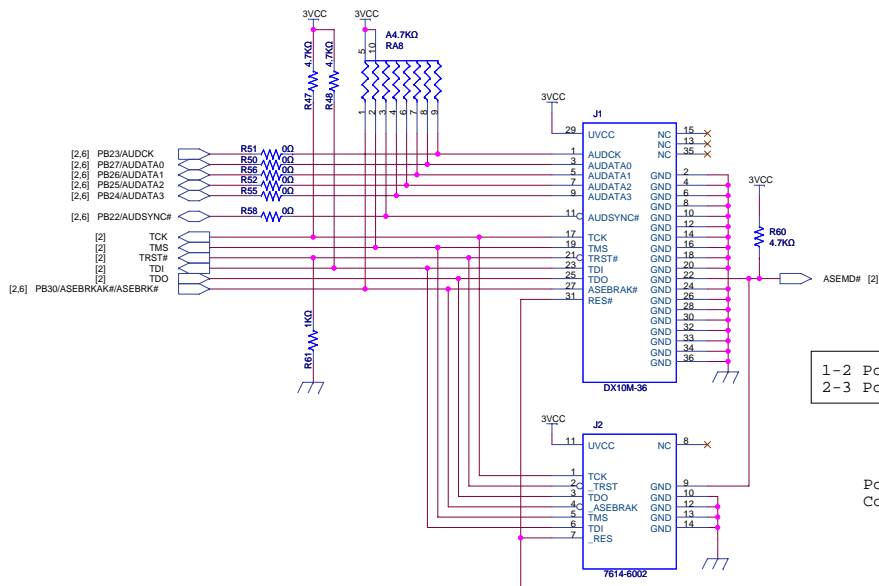 3VCC 3VCC
A4.7KΩ
RA8
4.7KΩ 4.7KΩ
R47 R48
5 10
1 2 3 4 6 7 8 9
3VCC
J1
29 UVCC NC 15
NC 13
NC 35
[2,6] PB23/AUDCK R51 0Ω 1 AUDCK
[2,6] PB27/AUDATA0 R50 0Ω 3 AUDATA0
[2,6] PB26/AUDATA1 R56 0Ω 5 AUDATA1 GND 2
[2,6] PB25/AUDATA2 R52 0Ω 7 AUDATA2 GND 4
[2,6] PB24/AUDATA3 R55 0Ω 9 AUDATA3 GND 6
3VCC
GND 8
[2,6] PB22/AUDSYNC# R58 0Ω 11 AUDSYNC# GND 10
GND 12
[2] TCK 17 TCK GND 14
R60
4.7KΩ
[2] TMS 19 TMS GND 16
[2] TRST# 21 TRST# GND 18
[2] TDI 23 TDI GND 20
[2] TDO 25 TDO GND 22
ASEMD# [2]
[2,6] PB30/ASEBRKAK#/ASEBRK# 27 ASEBRAK# GND 24
31 RES# GND 26
GND 28
GND 30
GND 32
GND 33
GND 34
GND 36
1KΩ
R61
DX10M-36
1-2 Po
2-3 Po
3VCC
J2
11 UVCC NC 8
1 TCK
2 _TRST GND 9
3 TDO GND 10
4 _ASEBRAK GND 12
5 TMS GND 13
6 TDI GND 14
7 _RES
7614-6002
Po
Co